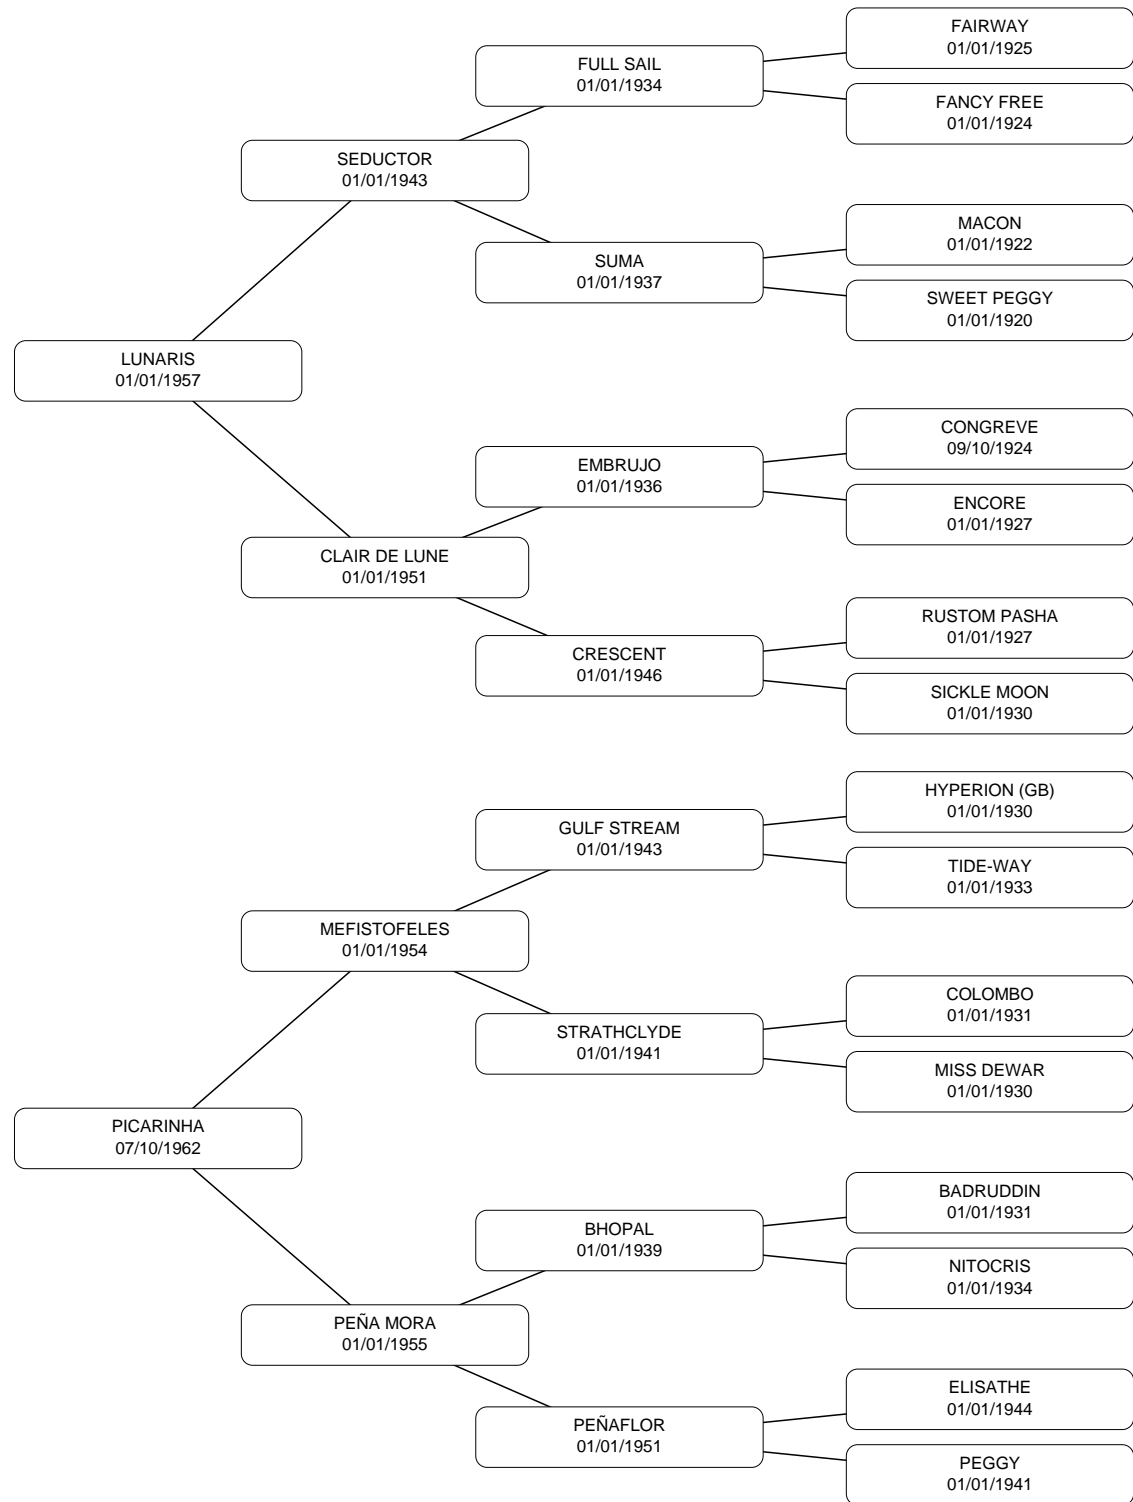 FAIRWAY
01/01/1925
FULL SAIL
01/01/1934
FANCY FREE
01/01/1924
SEDUCTOR
01/01/1943
MACON
01/01/1922
SUMA
01/01/1937
SWEET PEGGY
01/01/1920
LUNARIS
01/01/1957
CONGREVE
09/10/1924
EMBRUJO
01/01/1936
ENCORE
01/01/1927
CLAIR DE LUNE
01/01/1951
RUSTOM PASHA
01/01/1927
CRESCENT
01/01/1946
SICKLE MOON
01/01/1930
HYPERION (GB)
01/01/1930
GULF STREAM
01/01/1943
TIDE-WAY
01/01/1933
MEFISTOFELES
01/01/1954
COLOMBO
01/01/1931
STRATHCLYDE
01/01/1941
MISS DEWAR
01/01/1930
PICARINHA
07/10/1962
BADRUDDIN
01/01/1931
BHOPAL
01/01/1939
NITOCRIS
01/01/1934
PEÑA MORA
01/01/1955
ELISATHE
01/01/1944
PEÑAFLOR
01/01/1951
PEGGY
01/01/1941